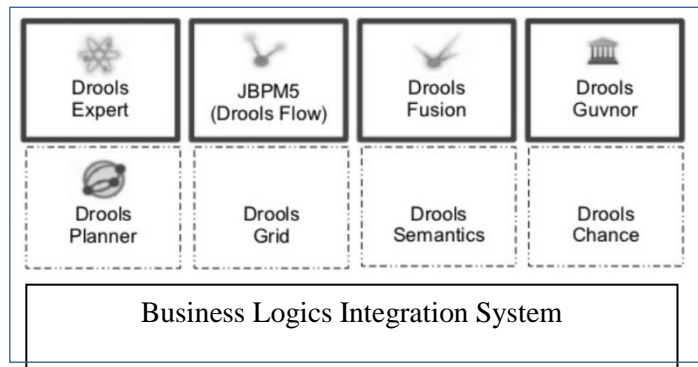 Drools
Expert
JBPM5
(Drools Flow)
Drools
Fusion
Drools
Guvnor
Drools
Planner
Drools
Grid
Drools
Semantics
Drools
Chance
Business Logics Integration System